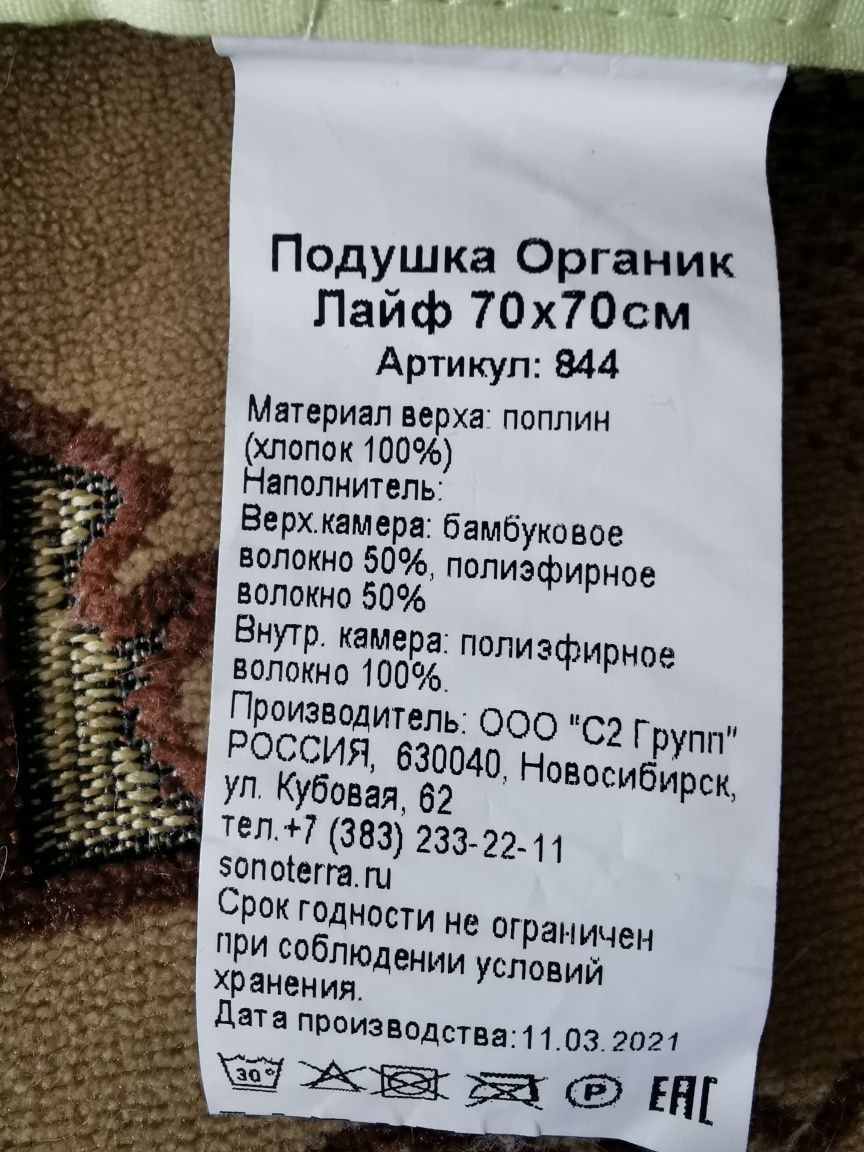 Подушка Органик
Лайф 70х70см
Артикул: 844
Материал верха: поплин
(хлопок 100%)
Наполнитель:
Верх.камера: бамбуковое
волокно 50%, полиэфирное
волокно 50%
Внутр. камера: полиэфирное
волокно 100%.
Производитель: ООО "С2 Групп"
РОССИЯ, 630040, Новосибирск,
ул. Кубовая, 62
тел.+7 (383) 233-22-11
sonoterra.ru
Срок годности не ограничен
при соблюдении условий
хранения.
Дата производства:11.03.2021
30° P EAC